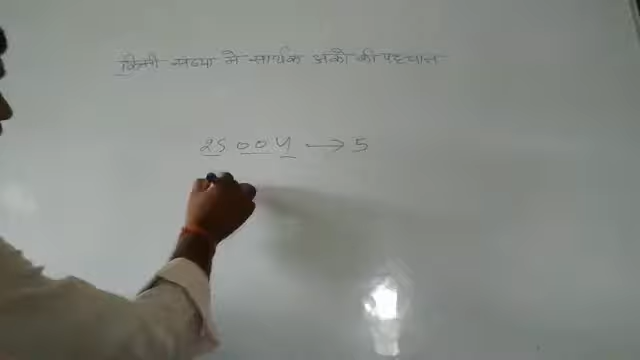 किसी संख्या मे सार्थक अंको की पहचान
25004 → 5